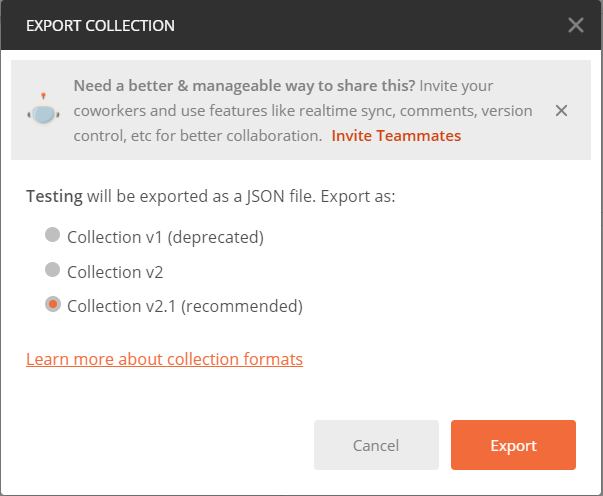 EXPORT COLLECTION
Need a better & manageable way to share this? Invite your
coworkers and use features like realtime sync, comments, version
control, etc for better collaboration. Invite Teammates
Testing will be exported as a JSON file. Export as:
Collection v1 (deprecated)
Collection v2
Collection v2.1 (recommended)
Learn more about collection formats
Cancel
Export